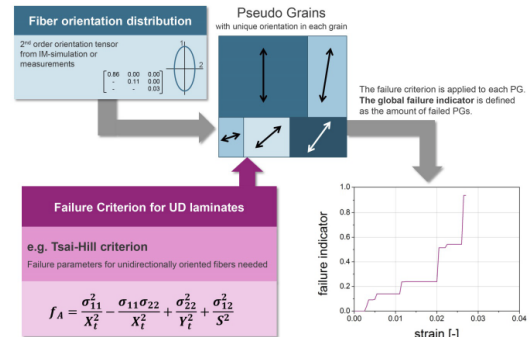 Fiber orientation distribution
2nd order orientation tensor
from IM-simulation or
measurements
0.86 0.00 0.00
- 0.11 0.00
- - 0.03
1
2
Pseudo Grains
with unique orientation in each grain
The failure criterion is applied to each PG.
The global failure indicator is defined
as the amount of failed PGs.
Failure Criterion for UD laminates
e.g. Tsai-Hill criterion
Failure parameters for unidirectionally oriented fibers needed
f_A = σ²₁₁/X²_t − σ₁₁σ₂₂/X²_t + σ²₂₂/Y²_t + σ²₁₂/S²
failure indicator
1.0
0.8
0.6
0.4
0.2
0.0
0.00 0.01 0.02 0.03 0.04
strain [-]